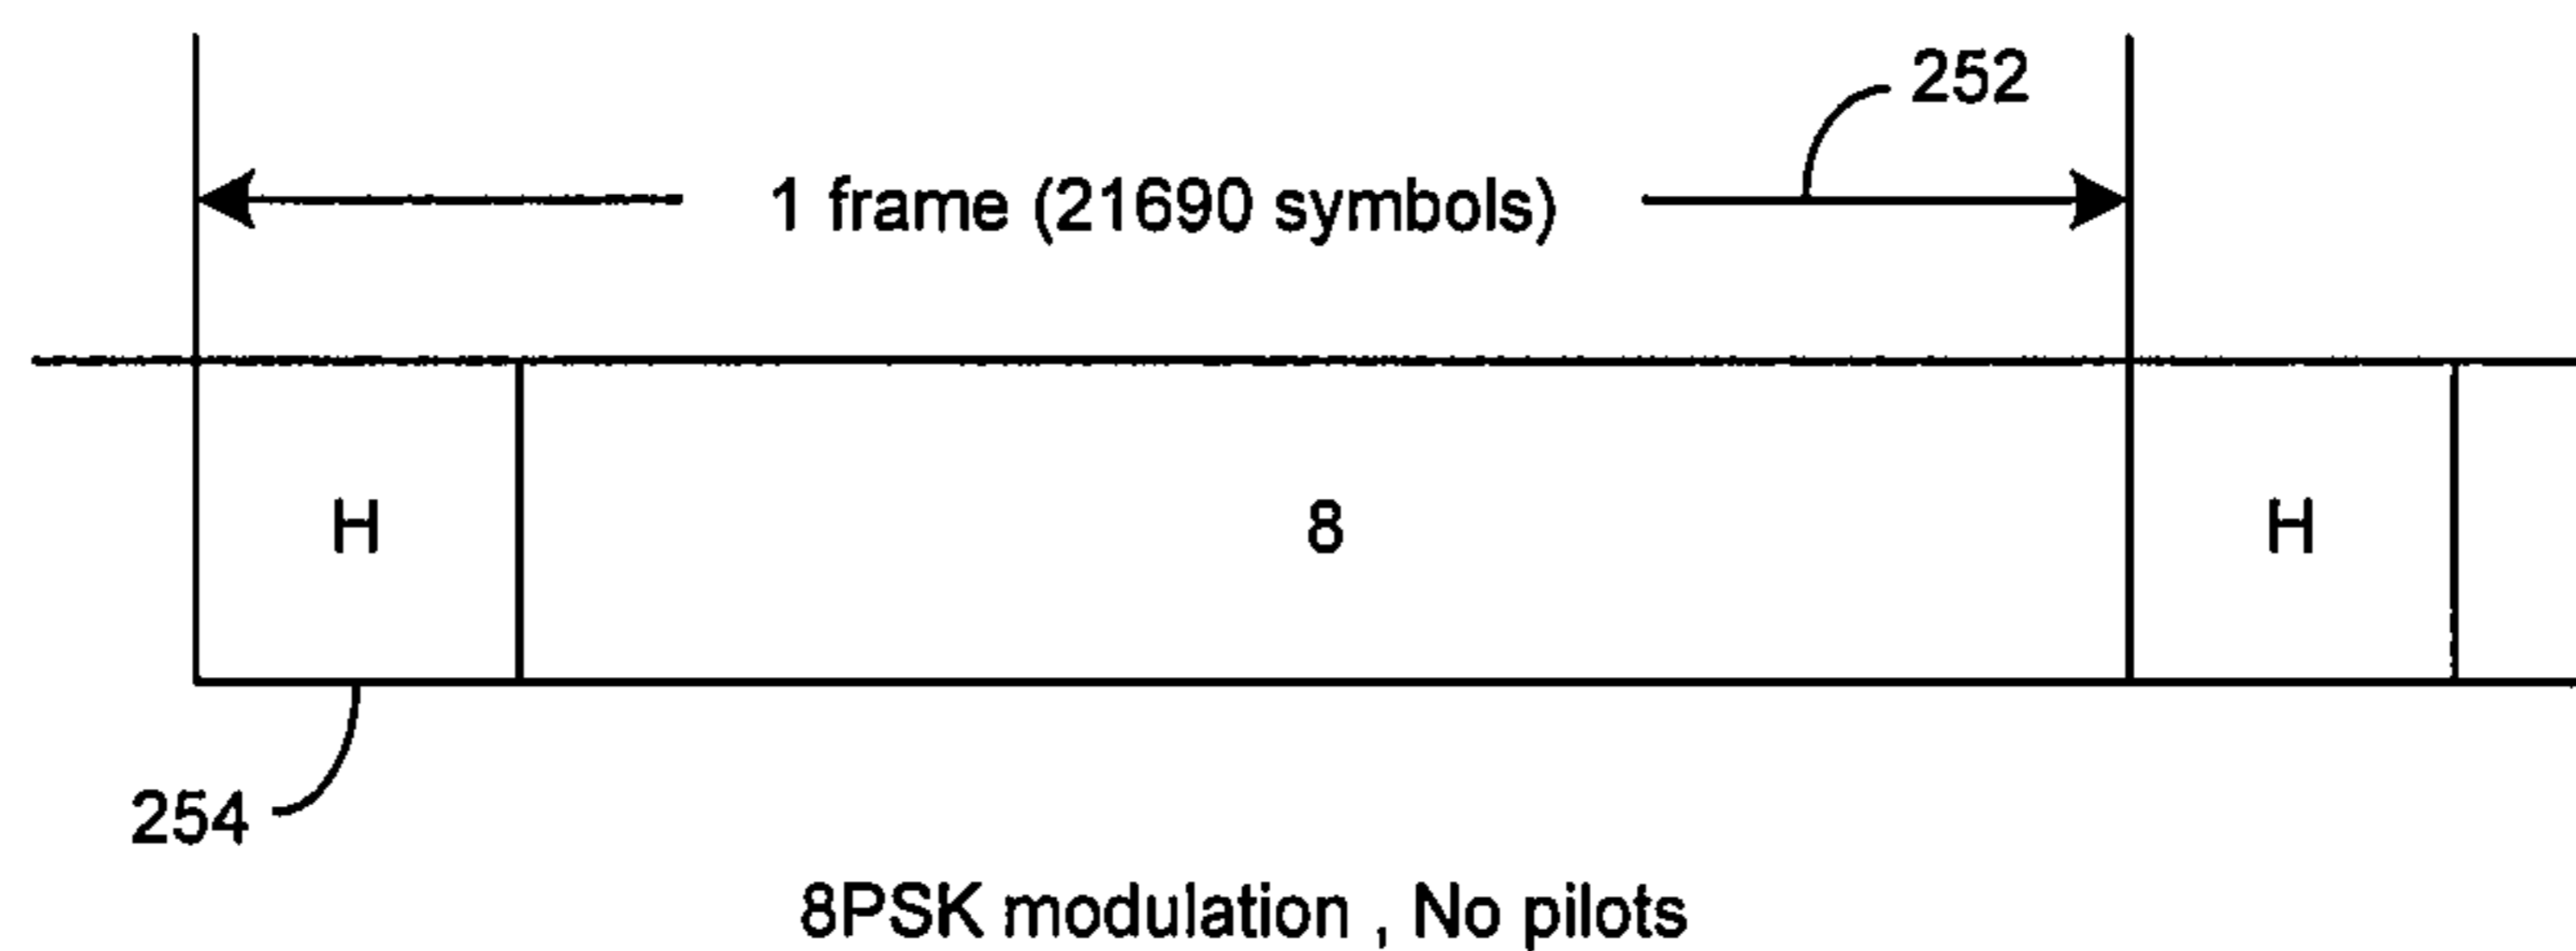 252
1 frame (21690 symbols)
H 8 H
254
8PSK modulation , No pilots